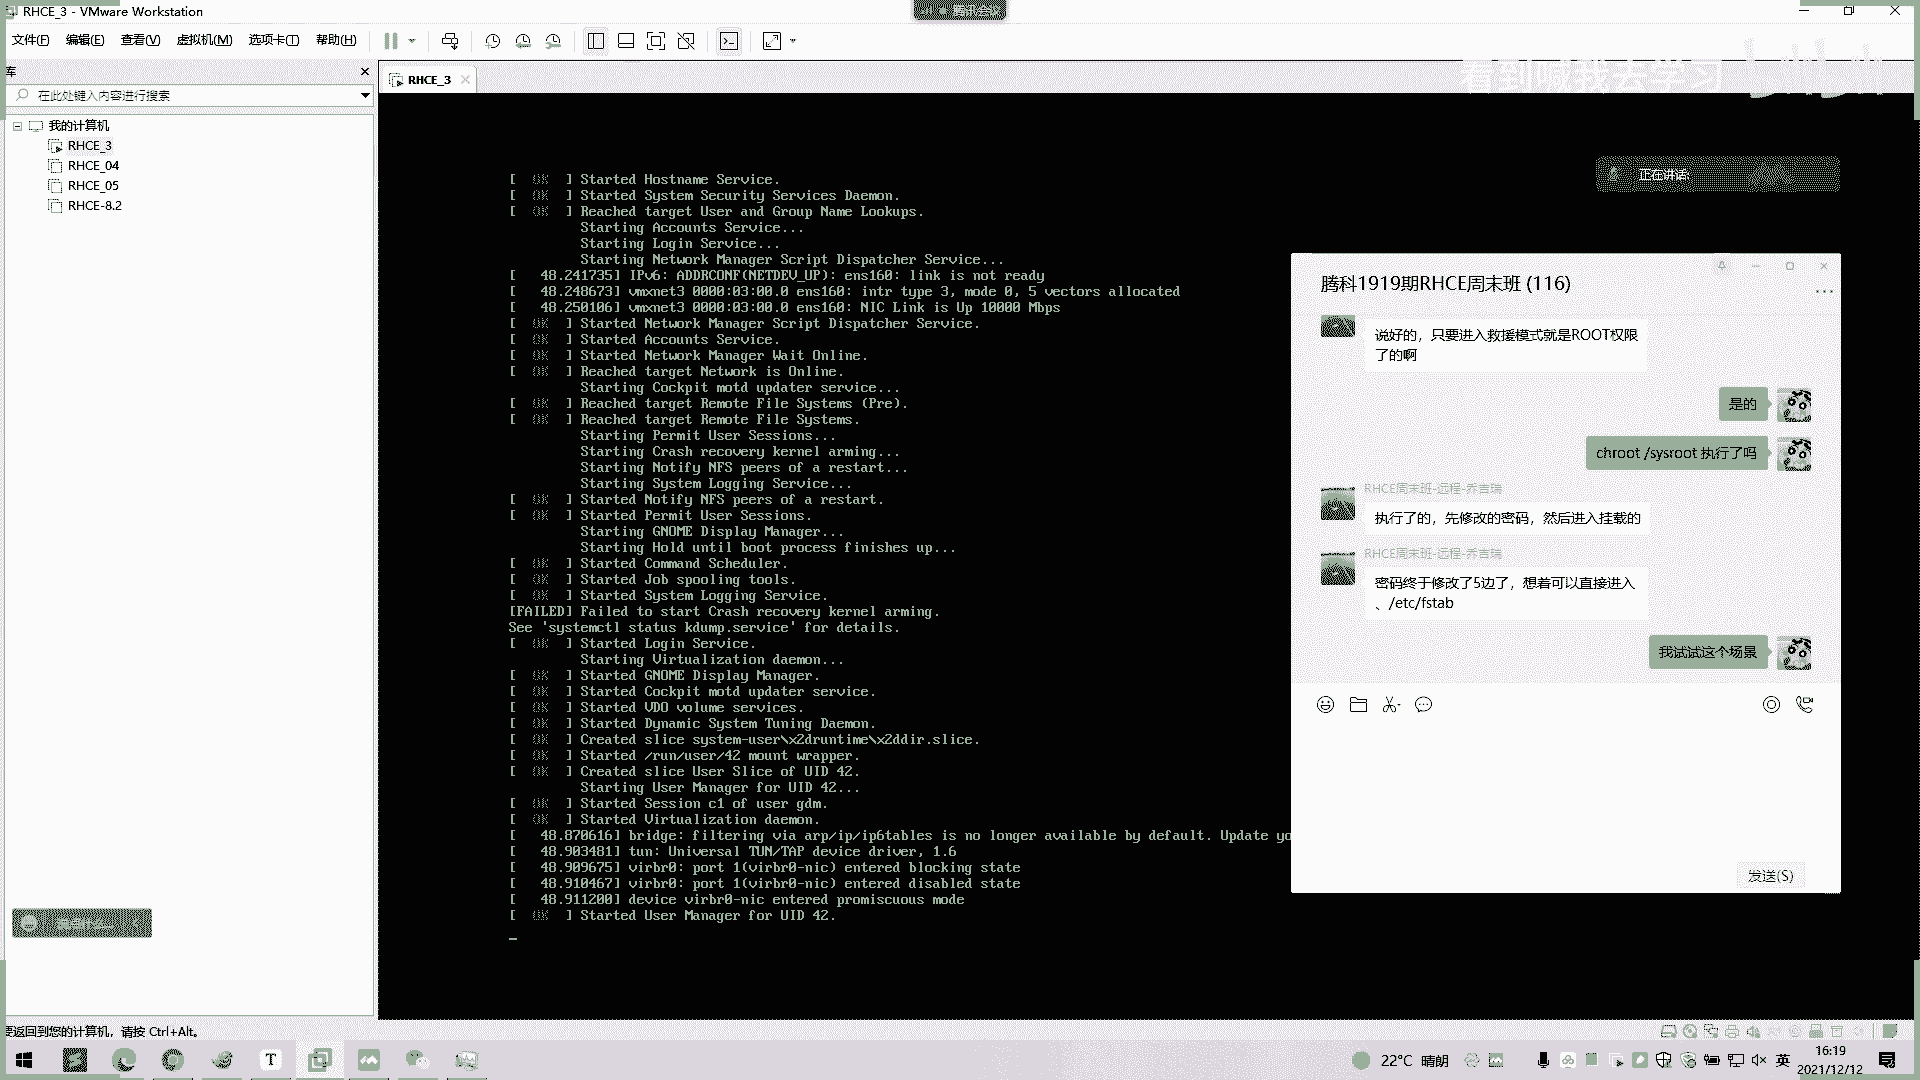 RHCE_3 - VMware Workstation
文件(F) 编辑(E) 查看(V) 虚拟机(M) 选项卡(T) 帮助(H)
库
在此处键入内容进行搜索
我的计算机
RHCE_3
RHCE_04
RHCE_05
RHCE-8.2
RHCE_3
看到喊我去学习
bilibili
[ OK ] Started Hostname Service.
[ OK ] Started System Security Services Daemon.
[ OK ] Reached target User and Group Name Lookups.
Starting Accounts Service...
Starting Login Service...
Starting Network Manager Script Dispatcher Service...
[ 48.241735] IPv6: ADDRCONF(NETDEV_UP): ens160: link is not ready
[ 48.248673] vmxnet3 0000:03:00.0 ens160: intr type 3, mode 0, 5 vectors allocated
[ 48.250106] vmxnet3 0000:03:00.0 ens160: NIC Link is Up 10000 Mbps
[ OK ] Started Network Manager Script Dispatcher Service.
[ OK ] Started Accounts Service.
[ OK ] Started Network Manager Wait Online.
[ OK ] Reached target Network is Online.
Starting Cockpit motd updater service...
[ OK ] Reached target Remote File Systems (Pre).
[ OK ] Reached target Remote File Systems.
Starting Permit User Sessions...
Starting Crash recovery kernel arming...
Starting Notify NFS peers of a restart...
Starting System Logging Service...
[ OK ] Started Notify NFS peers of a restart.
[ OK ] Started Permit User Sessions.
Starting GNOME Display Manager...
Starting Hold until boot process finishes up...
[ OK ] Started Command Scheduler.
[ OK ] Started Job spooling tools.
[ OK ] Started System Logging Service.
[FAILED] Failed to start Crash recovery kernel arming.
See 'systemctl status kdump.service' for details.
[ OK ] Started Login Service.
Starting Virtualization daemon...
[ OK ] Started GNOME Display Manager.
[ OK ] Started Cockpit motd updater service.
[ OK ] Started VDO volume services.
[ OK ] Started Dynamic System Tuning Daemon.
[ OK ] Created slice system-user\x2druntime\x2ddir.slice.
[ OK ] Started /run/user/42 mount wrapper.
[ OK ] Created slice User Slice of UID 42.
Starting User Manager for UID 42...
[ OK ] Started Session c1 of user gdm.
[ OK ] Started Virtualization daemon.
[ 48.870616] bridge: filtering via arp/ip/ip6tables is no longer available by default. Update yo
[ 48.903481] tun: Universal TUN/TAP device driver, 1.6
[ 48.909675] virbr0: port 1(virbr0-nic) entered blocking state
[ 48.910467] virbr0: port 1(virbr0-nic) entered disabled state
[ 48.911200] device virbr0-nic entered promiscuous mode
[ OK ] Started User Manager for UID 42.
正在讲话:
腾科1919期RHCE周末班 (116)
说好的，只要进入救援模式就是ROOT权限
了的啊
是的
chroot /sysroot 执行了吗
RHCE周末班-远程-乔吉瑞
执行了的，先修改的密码，然后进入挂载的
RHCE周末班-远程-乔吉瑞
密码终于修改了5边了，想着可以直接进入
、/etc/fstab
我试试这个场景
发送(S)
要返回到您的计算机，请按 Ctrl+Alt。
22°C 晴朗
英
16:19
2021/12/12